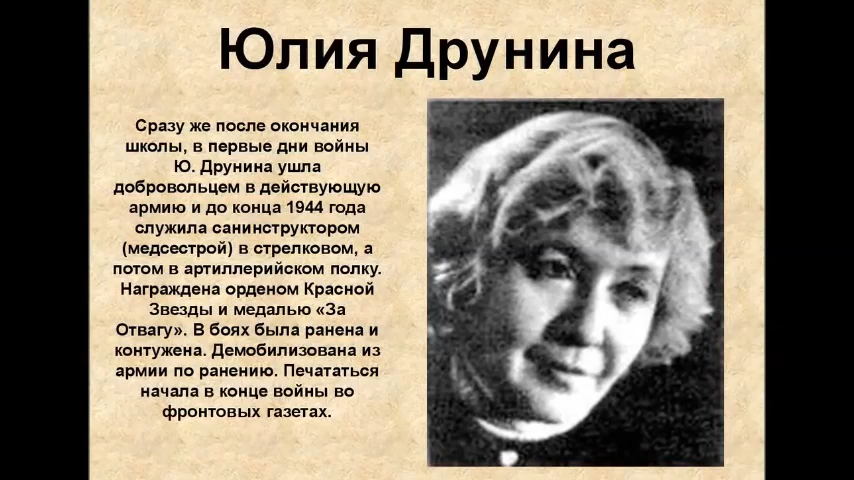 Юлия Друнина
Сразу же после окончания
школы, в первые дни войны
Ю. Друнина ушла
добровольцем в действующую
армию и до конца 1944 года
служила санинструктором
(медсестрой) в стрелковом, а
потом в артиллерийском полку.
Награждена орденом Красной
Звезды и медалью «За
Отвагу». В боях была ранена и
контужена. Демобилизована из
армии по ранению. Печататься
начала в конце войны во
фронтовых газетах.